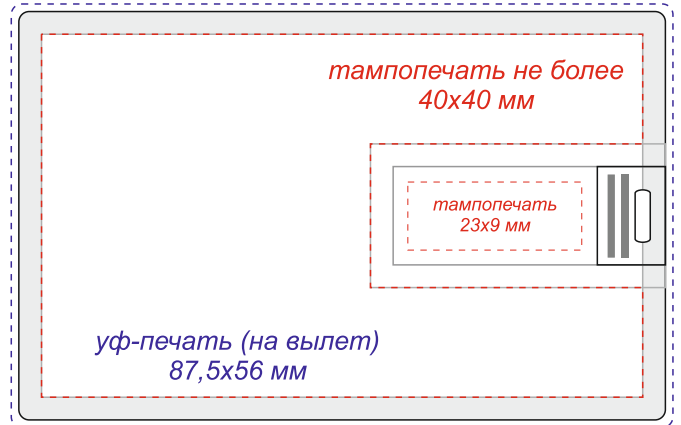 тампопечать не более
40х40 мм
тампопечать
23х9 мм
уф-печать (на вылет)
87,5х56 мм